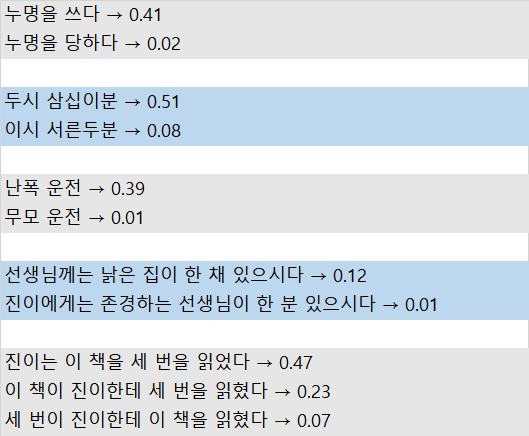 누명을 쓰다 → 0.41
누명을 당하다 → 0.02
두시 삼십이분 → 0.51
이시 서른두분 → 0.08
난폭 운전 → 0.39
무모 운전 → 0.01
선생님께는 낡은 집이 한 채 있으시다 → 0.12
진이에게는 존경하는 선생님이 한 분 있으시다 → 0.01
진이는 이 책을 세 번을 읽었다 → 0.47
이 책이 진이한테 세 번을 읽혔다 → 0.23
세 번이 진이한테 이 책을 읽혔다 → 0.07